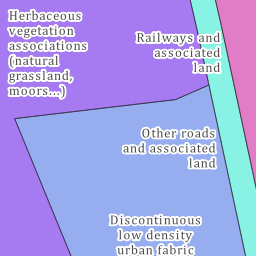 Herbaceous
vegetation
associations
(natural
grassland,
moors...)
Railways and
associated
land
Other roads
and associated
land
Discontinuous
low density
urban fabric